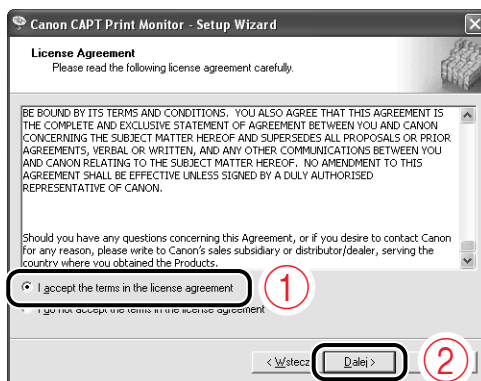 Canon CAPT Print Monitor - Setup Wizard
License Agreement
Please read the following license agreement carefully.
BE BOUND BY ITS TERMS AND CONDITIONS. YOU ALSO AGREE THAT THIS AGREEMENT IS
THE COMPLETE AND EXCLUSIVE STATEMENT OF AGREEMENT BETWEEN YOU AND CANON
CONCERNING THE SUBJECT MATTER HEREOF AND SUPERSEDES ALL PROPOSALS OR PRIOR
AGREEMENTS, VERBAL OR WRITTEN, AND ANY OTHER COMMUNICATIONS BETWEEN YOU
AND CANON RELATING TO THE SUBJECT MATTER HEREOF. NO AMENDMENT TO THIS
AGREEMENT SHALL BE EFFECTIVE UNLESS SIGNED BY A DULY AUTHORISED
REPRESENTATIVE OF CANON.
Should you have any questions concerning this Agreement, or if you desire to contact Canon
for any reason, please write to Canon's sales subsidiary or distributor/dealer, serving the
country where you obtained the Products.
I accept the terms in the license agreement
1
I do not accept the terms in the license agreement
< Wstecz
Dalej >
2